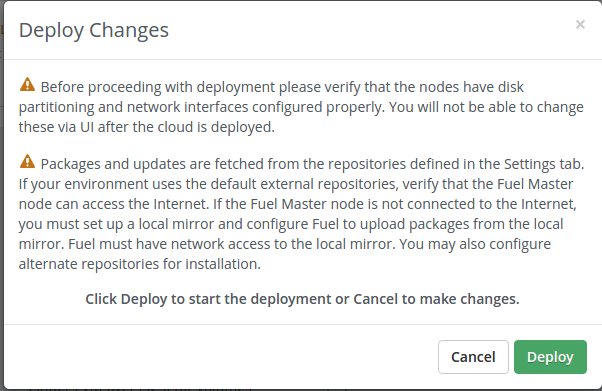 Deploy Changes
×
Before proceeding with deployment please verify that the nodes have disk
partitioning and network interfaces configured properly. You will not be able to change
these via UI after the cloud is deployed.
Packages and updates are fetched from the repositories defined in the Settings tab.
If your environment uses the default external repositories, verify that the Fuel Master
node can access the Internet. If the Fuel Master node is not connected to the Internet,
you must set up a local mirror and configure Fuel to upload packages from the local
mirror. Fuel must have network access to the local mirror. You may also configure
alternate repositories for installation.
Click Deploy to start the deployment or Cancel to make changes.
Cancel
Deploy